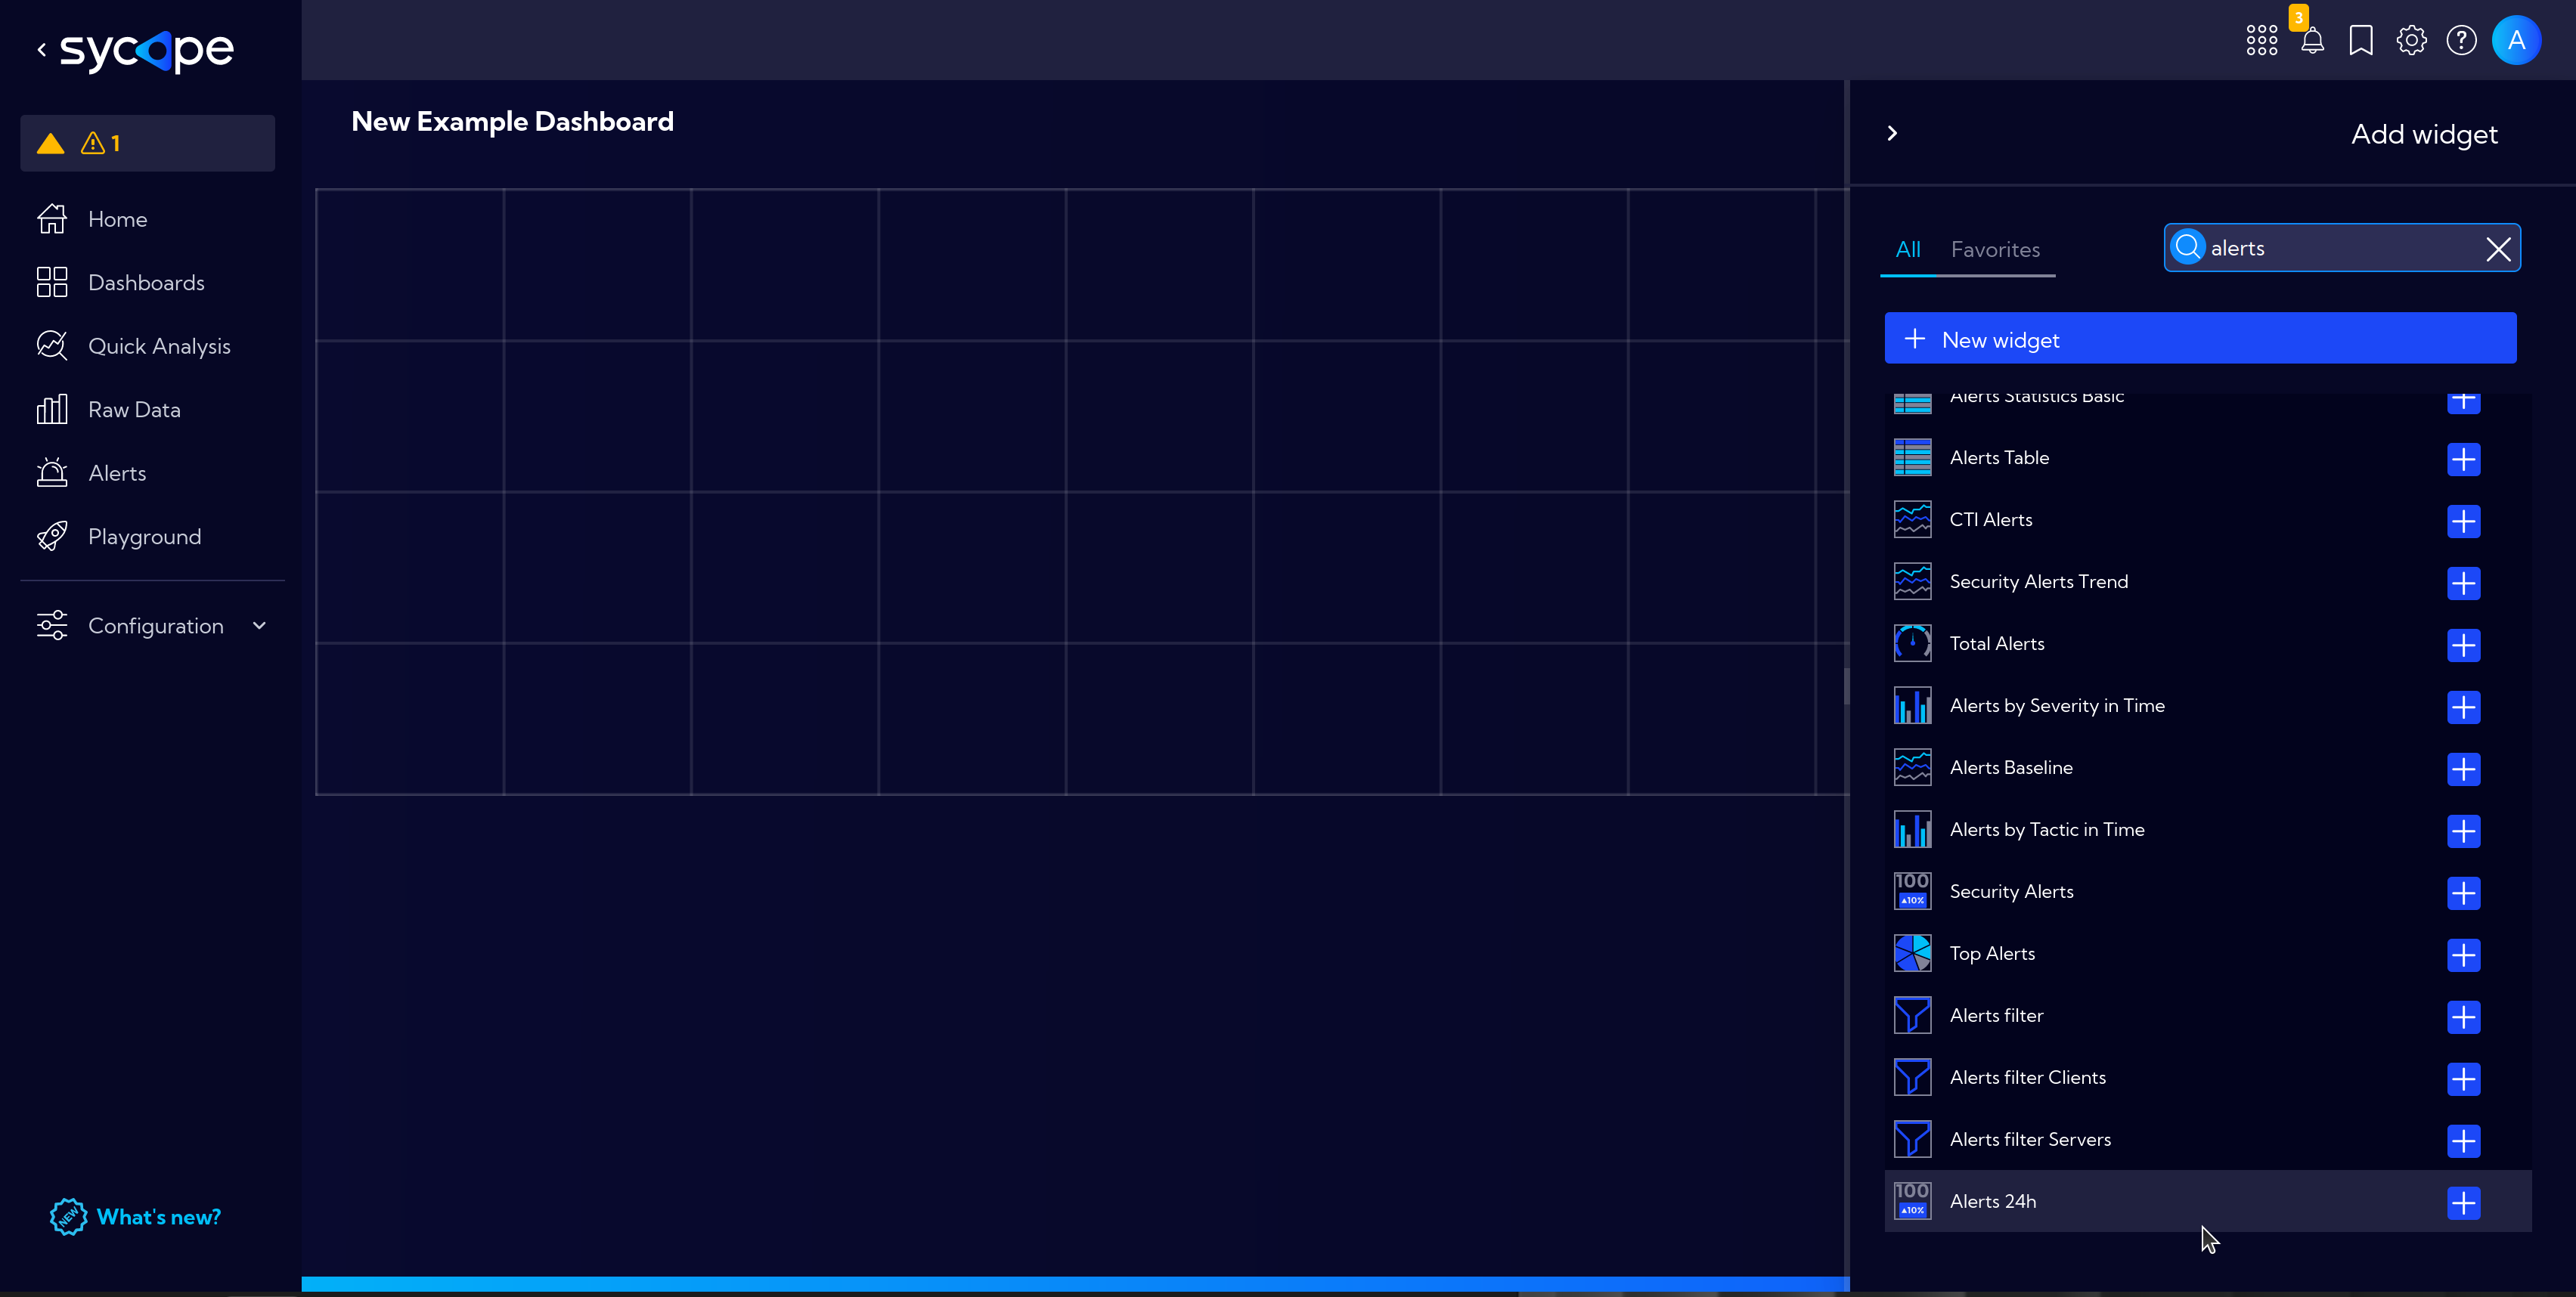 sycope
3
A
1
Home
Dashboards
Quick Analysis
Raw Data
Alerts
Playground
Configuration
NEW What's new?
New Example Dashboard
Add widget
All Favorites
alerts
New widget
Alerts Statistics Basic
Alerts Table
CTI Alerts
Security Alerts Trend
Total Alerts
Alerts by Severity in Time
Alerts Baseline
Alerts by Tactic in Time
100
▲10%
Security Alerts
Top Alerts
Alerts filter
Alerts filter Clients
Alerts filter Servers
100
▲10%
Alerts 24h